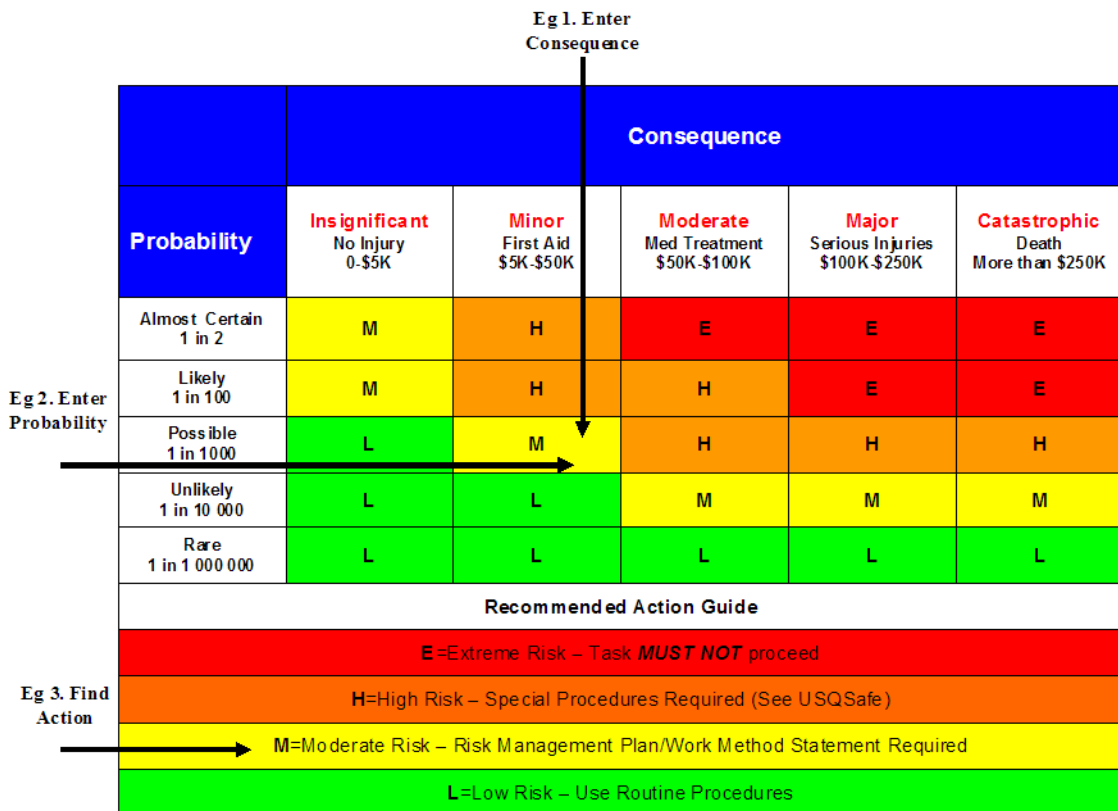 Eg 1. Enter
Consequence
Consequence
Probability
Insignificant
No Injury
0-$5K
Minor
First Aid
$5K-$50K
Moderate
Med Treatment
$50K-$100K
Major
Serious Injuries
$100K-$250K
Catastrophic
Death
More than $250K
Almost Certain
1 in 2
M
H
E
E
E
Eg 2. Enter
Probability
Likely
1 in 100
M
H
H
E
E
Possible
1 in 1000
L
M
H
H
H
Unlikely
1 in 10 000
L
L
M
M
M
Rare
1 in 1 000 000
L
L
L
L
L
Recommended Action Guide
E=Extreme Risk – Task MUST NOT proceed
Eg 3. Find
Action
H=High Risk – Special Procedures Required (See USQSafe)
M=Moderate Risk – Risk Management Plan/Work Method Statement Required
L=Low Risk – Use Routine Procedures